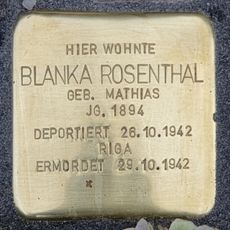 HIER WOHNTE
BLANKA ROSENTHAL
GEB. MATHIAS
JG. 1894
DEPORTIERT 26.10.1942
RIGA
ERMORDET 29.10.1942